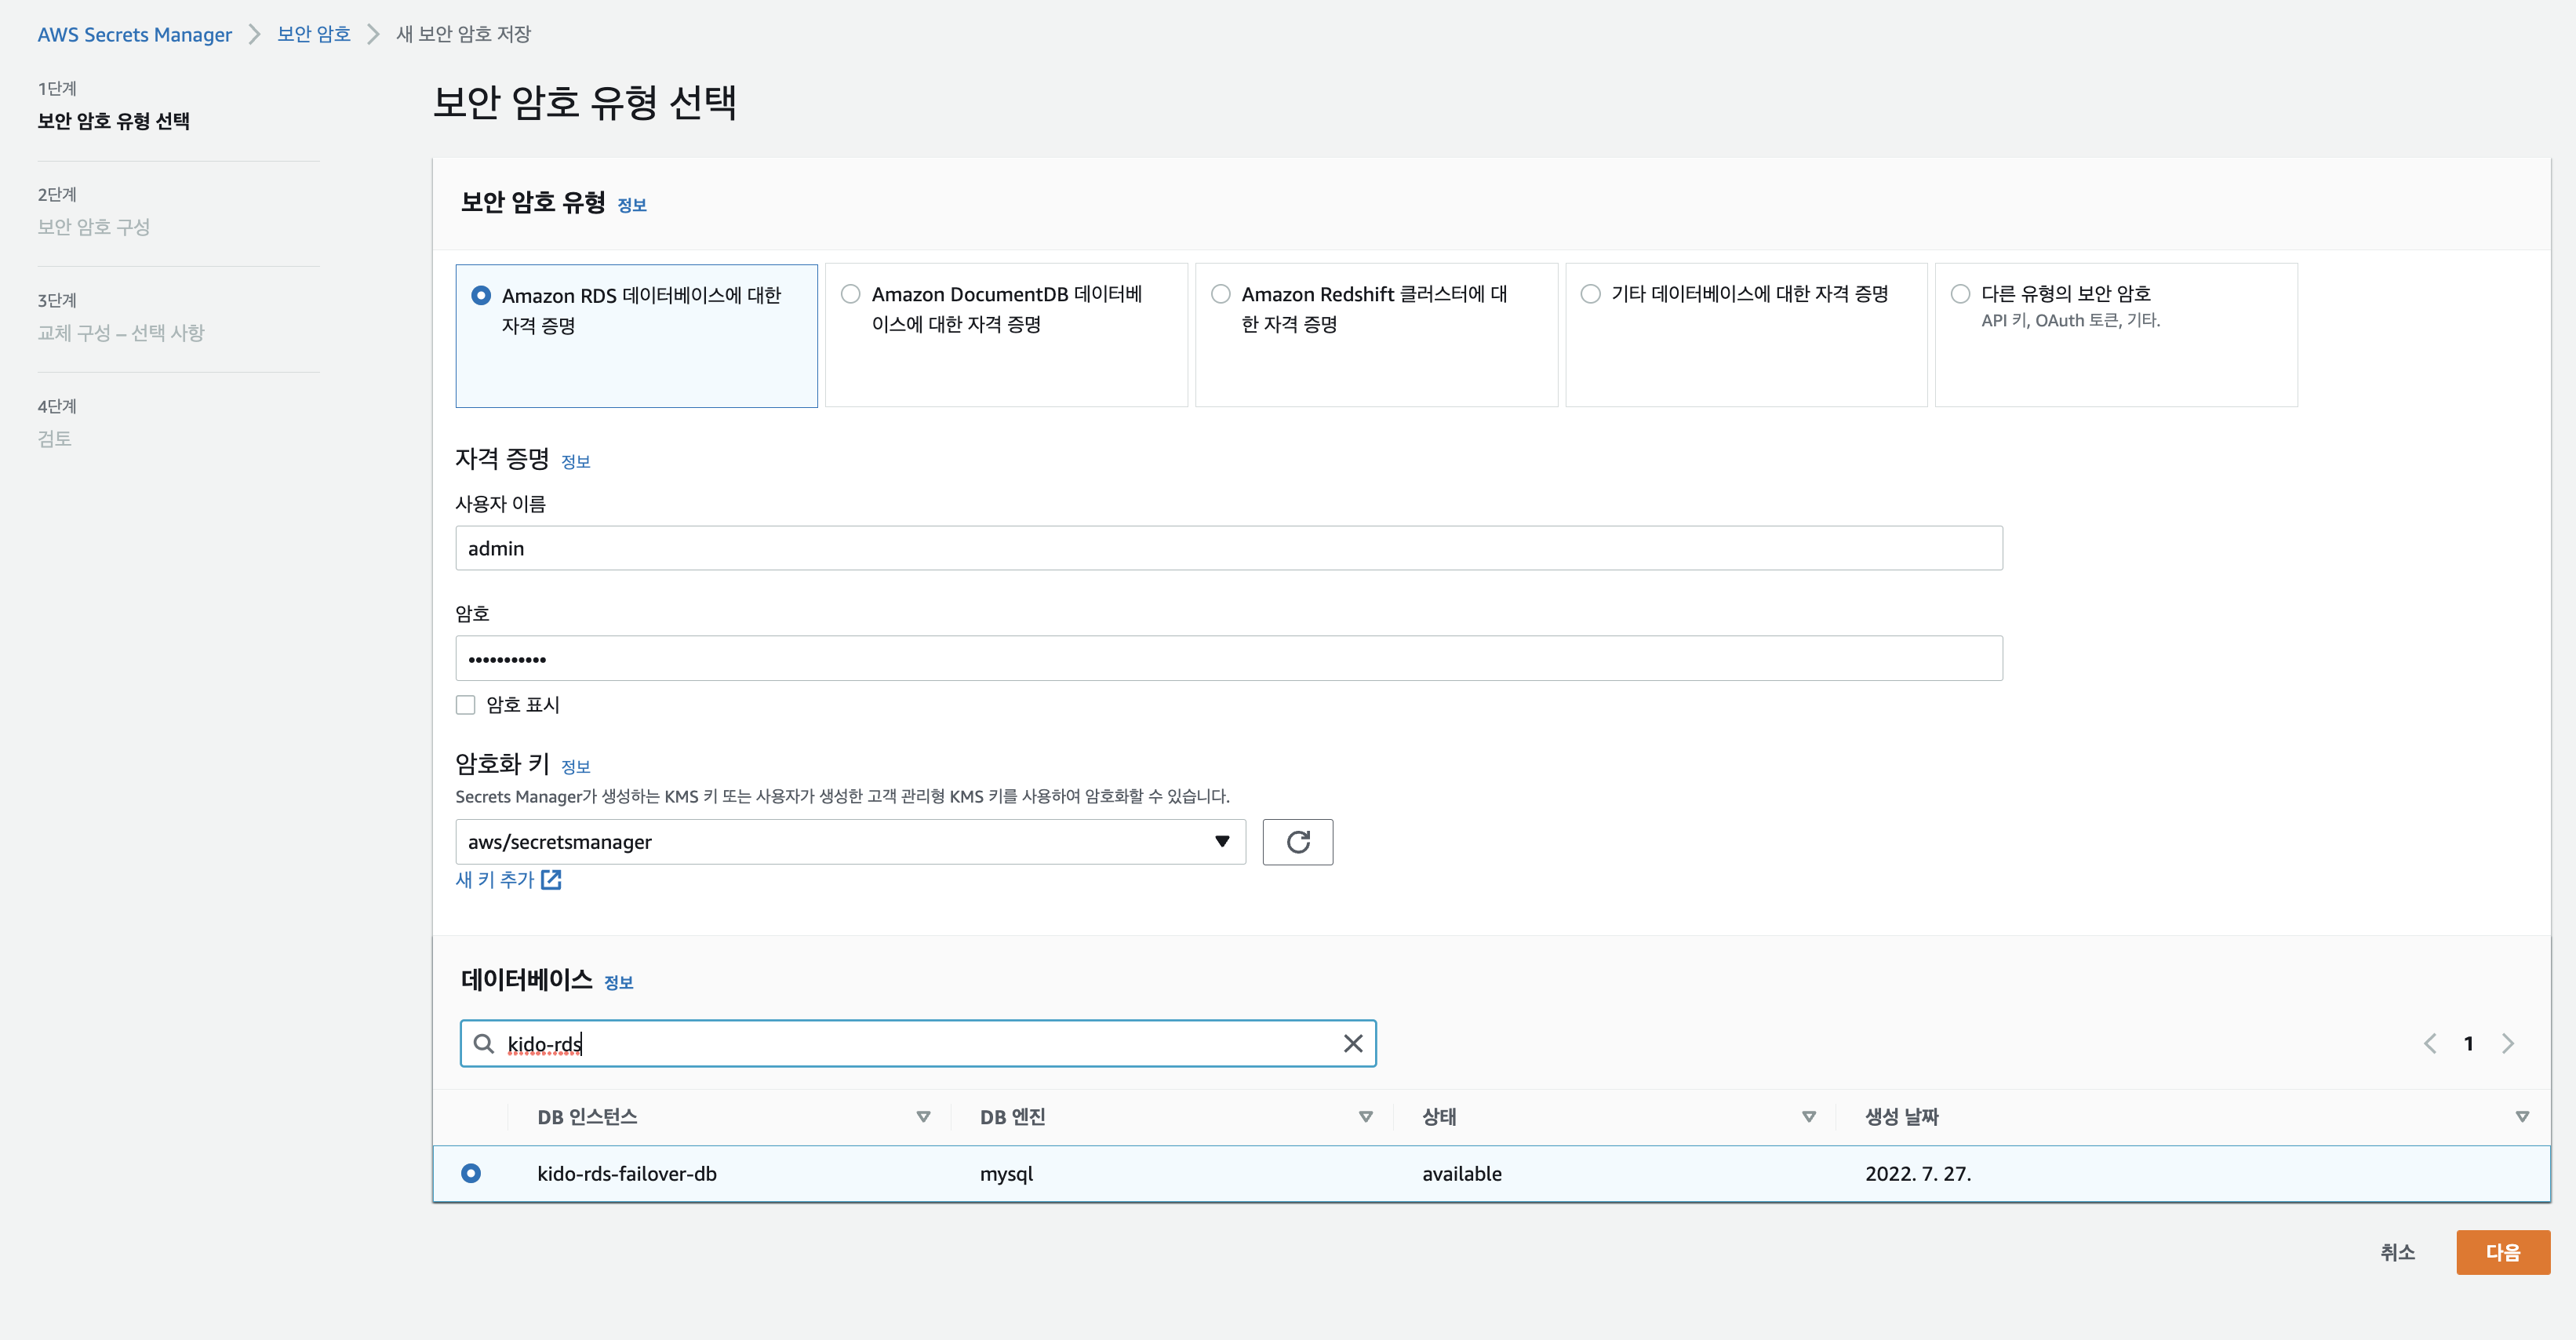 AWS Secrets Manager > 보안 암호 > 새 보안 암호 저장
1단계
보안 암호 유형 선택
2단계
보안 암호 구성
3단계
교체 구성 – 선택 사항
4단계
검토
보안 암호 유형 선택
보안 암호 유형 정보
Amazon RDS 데이터베이스에 대한
자격 증명
Amazon DocumentDB 데이터베
이스에 대한 자격 증명
Amazon Redshift 클러스터에 대
한 자격 증명
기타 데이터베이스에 대한 자격 증명
다른 유형의 보안 암호
API 키, OAuth 토큰, 기타.
자격 증명 정보
사용자 이름
admin
암호
•••••••••••
암호 표시
암호화 키 정보
Secrets Manager가 생성하는 KMS 키 또는 사용자가 생성한 고객 관리형 KMS 키를 사용하여 암호화할 수 있습니다.
aws/secretsmanager
새 키 추가
데이터베이스 정보
kido-rds
1
DB 인스턴스 DB 엔진 상태 생성 날짜
kido-rds-failover-db mysql available 2022. 7. 27.
취소 다음